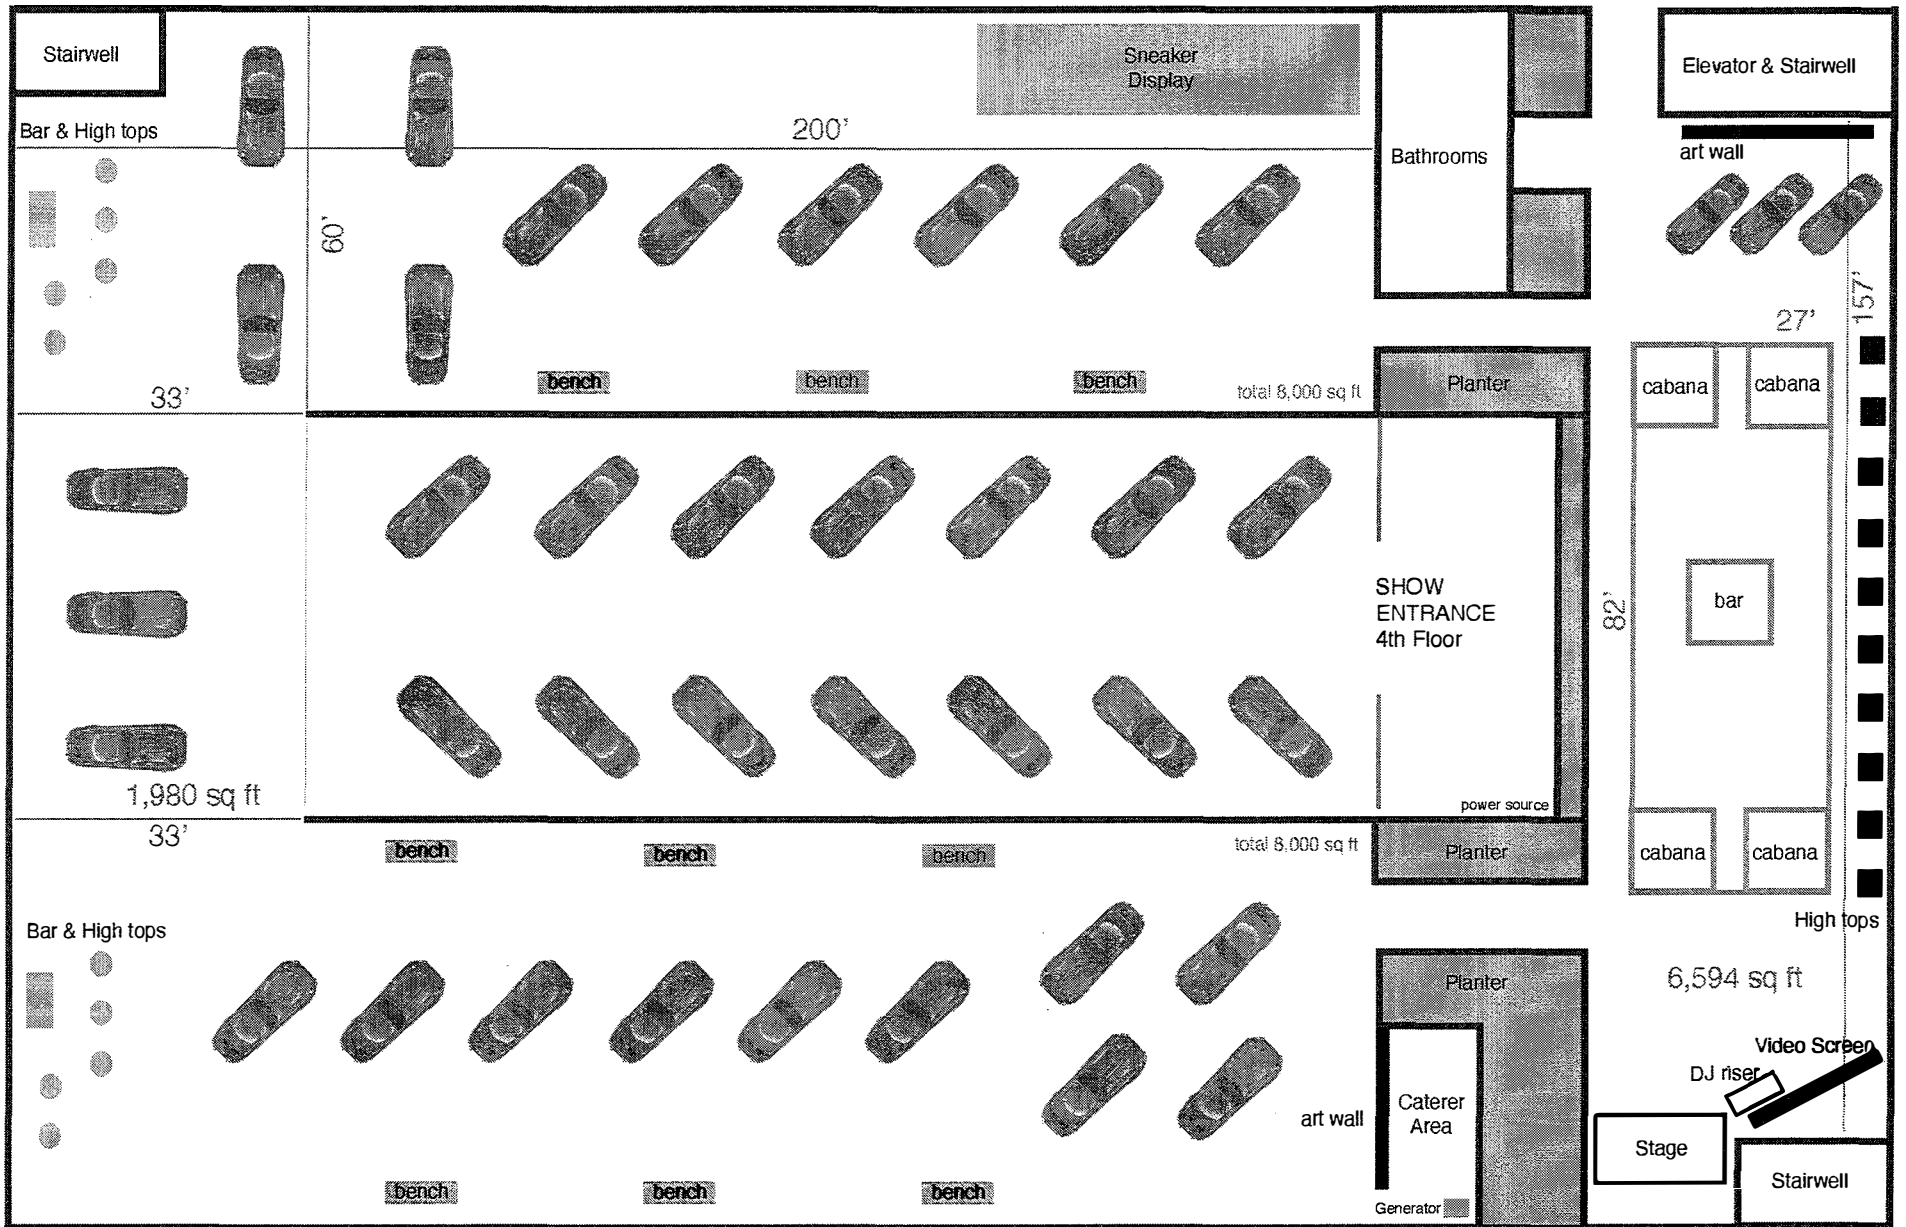 Stairwell
Sneaker
Display
Elevator & Stairwell
Bar & High tops
200'
Bathrooms
art wall
60'
157'
27'
33'
bench
bench
bench
total 8,000 sq ft
Planter
cabana
cabana
SHOW
ENTRANCE
4th Floor
82'
bar
1,980 sq ft
power source
33'
bench
bench
bench
total 8,000 sq ft
Planter
cabana
cabana
High tops
Bar & High tops
Planter
6,594 sq ft
Video Screen
DJ riser
art wall
Caterer
Area
Stage
Stairwell
bench
bench
bench
Generator